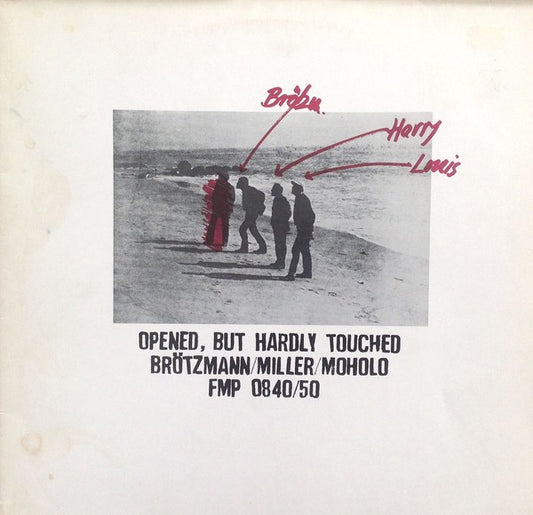 Brötzm.
Harry
Louis
OPENED, BUT HARDLY TOUCHED
BRÖTZMANN/MILLER/MOHOLO
FMP 0840/50